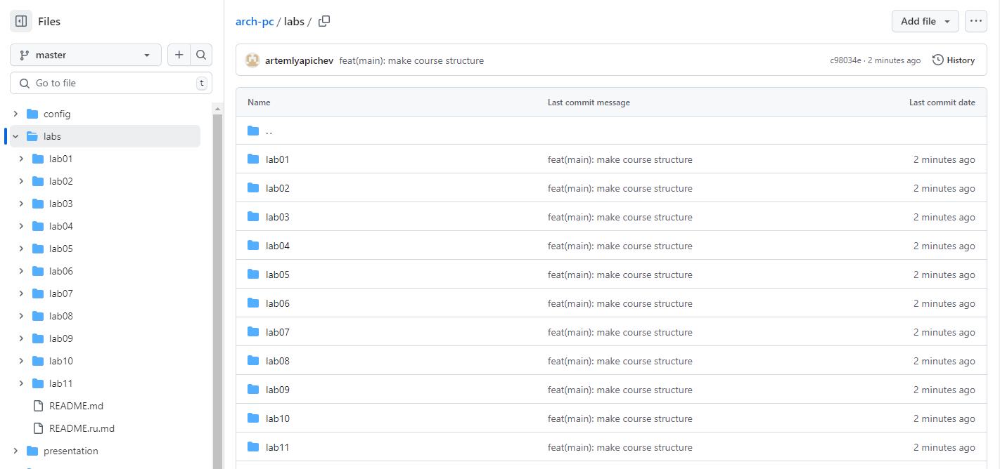 Files
master
Go to file
t
config
labs
lab01
lab02
lab03
lab04
lab05
lab06
lab07
lab08
lab09
lab10
lab11
README.md
README.ru.md
presentation
arch-pc / labs /
Add file
artemlyapichev feat(main): make course structure
c98034e · 2 minutes ago History
Name Last commit message Last commit date
..
lab01 feat(main): make course structure 2 minutes ago
lab02 feat(main): make course structure 2 minutes ago
lab03 feat(main): make course structure 2 minutes ago
lab04 feat(main): make course structure 2 minutes ago
lab05 feat(main): make course structure 2 minutes ago
lab06 feat(main): make course structure 2 minutes ago
lab07 feat(main): make course structure 2 minutes ago
lab08 feat(main): make course structure 2 minutes ago
lab09 feat(main): make course structure 2 minutes ago
lab10 feat(main): make course structure 2 minutes ago
lab11 feat(main): make course structure 2 minutes ago